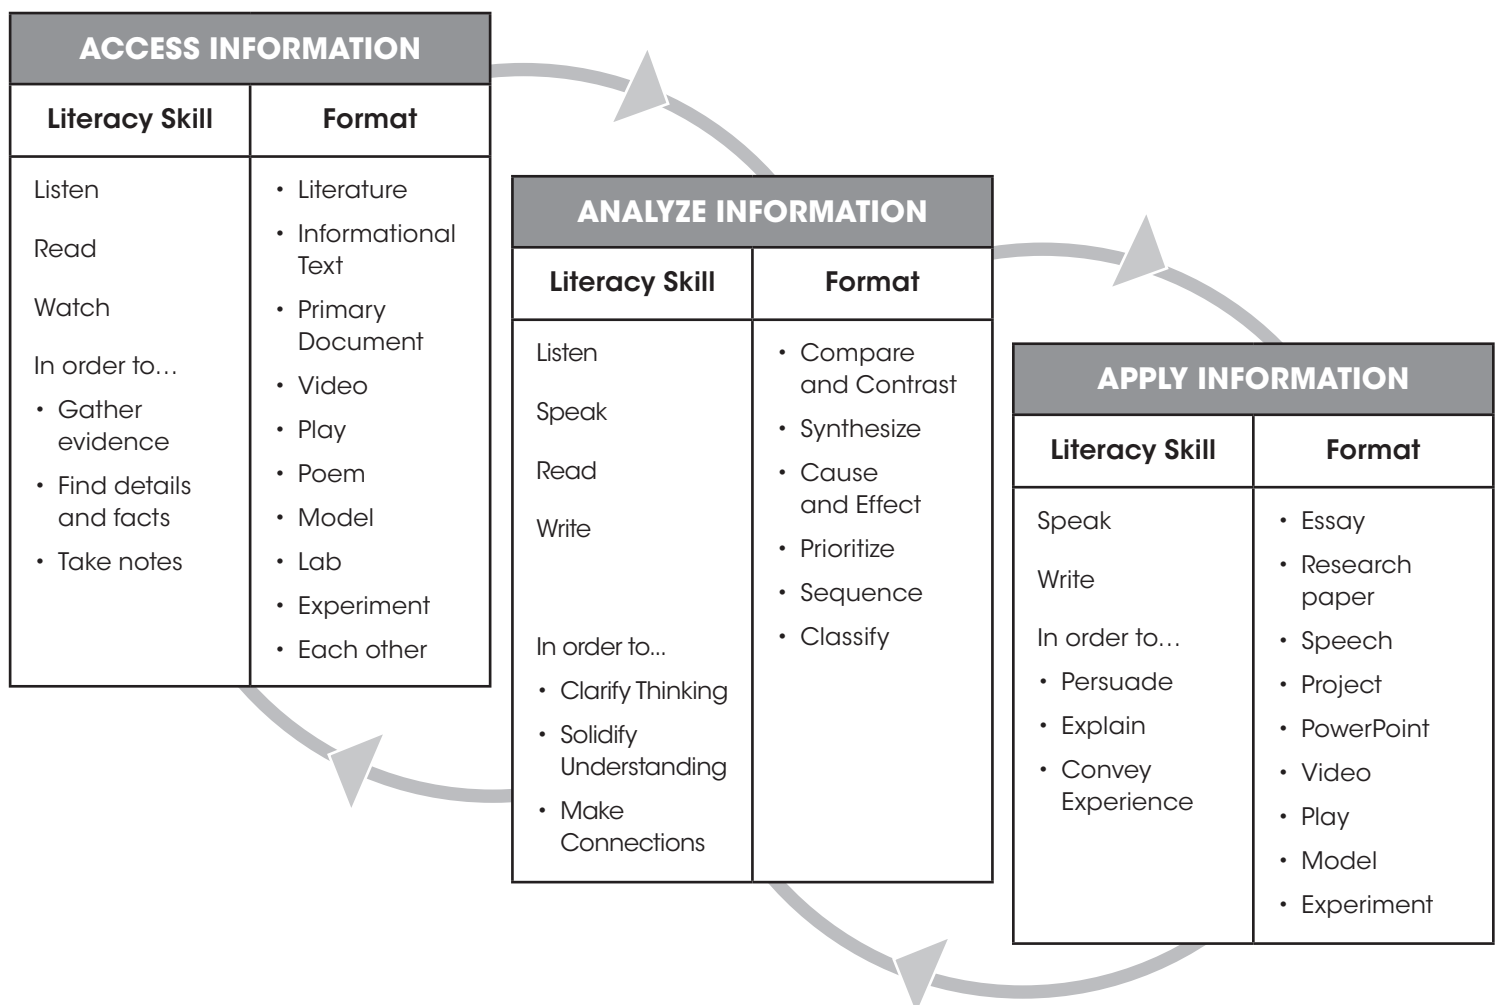 ACCESS INFORMATION
Literacy Skill
Listen
Read
Watch
In order to…
• Gather
evidence
• Find details
and facts
• Take notes
Format
• Literature
• Informational
Text
• Primary
Document
• Video
• Play
• Poem
• Model
• Lab
• Experiment
• Each other
ANALYZE INFORMATION
Literacy Skill
Listen
Speak
Read
Write
In order to...
• Clarify Thinking
• Solidify
Understanding
• Make
Connections
Format
• Compare
and Contrast
• Synthesize
• Cause
and Effect
• Prioritize
• Sequence
• Classify
APPLY INFORMATION
Literacy Skill
Speak
Write
In order to…
• Persuade
• Explain
• Convey
Experience
Format
• Essay
• Research
paper
• Speech
• Project
• PowerPoint
• Video
• Play
• Model
• Experiment